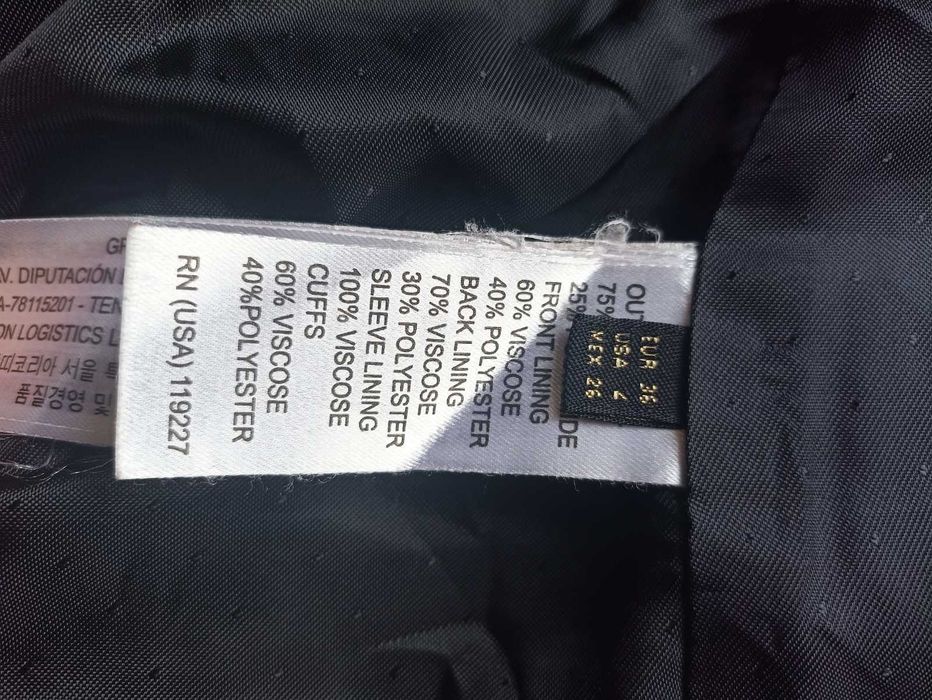 EUR 36
USA 4
MEX 26
OU
75%
25%
DE
FRONT LINING
60% VISCOSE
40% POLYESTER
BACK LINING
70% VISCOSE
30% POLYESTER
SLEEVE LINING
100% VISCOSE
CUFFS
60% VISCOSE
40%POLYESTER
RN (USA) 119227
GR
V. DIPUTACIÓN
A-78115201 - TEN
ON LOGISTICS L
피코리아 서울
품질경영 및